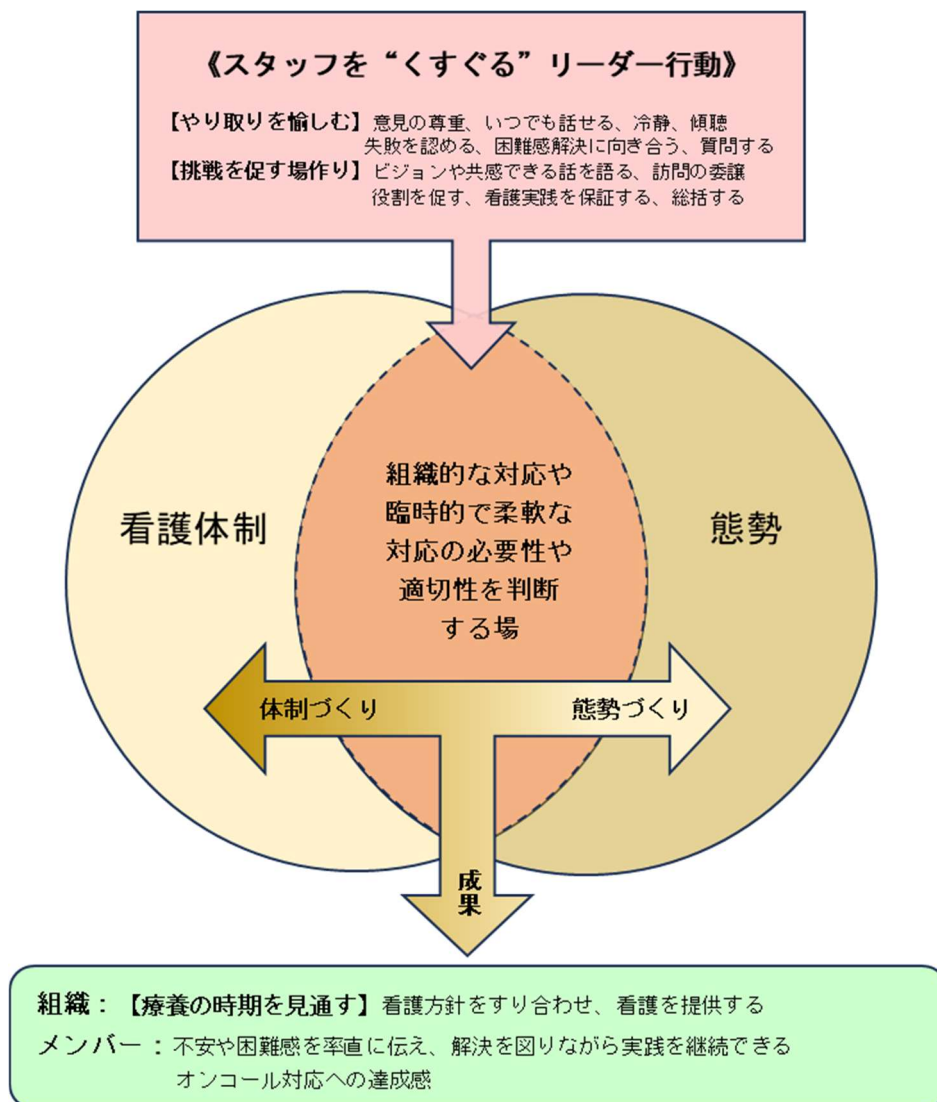 《スタッフを“くすぐる”リーダー行動》
【やり取りを愉しむ】意見の尊重、いつでも話せる、冷静、傾聴
失敗を認める、困難感解決に向き合う、質問する
【挑戦を促す場作り】ビジョンや共感できる話を語る、訪問の委譲
役割を促す、看護実践を保証する、総括する
看護体制
組織的な対応や
臨時的で柔軟な
対応の必要性や
適切性を判断
する場
態勢
体制づくり
態勢づくり
成果
組織：【療養の時期を見通す】看護方針をすり合わせ、看護を提供する
メンバー：不安や困難感を率直に伝え、解決を図りながら実践を継続できる
オンコール対応への達成感